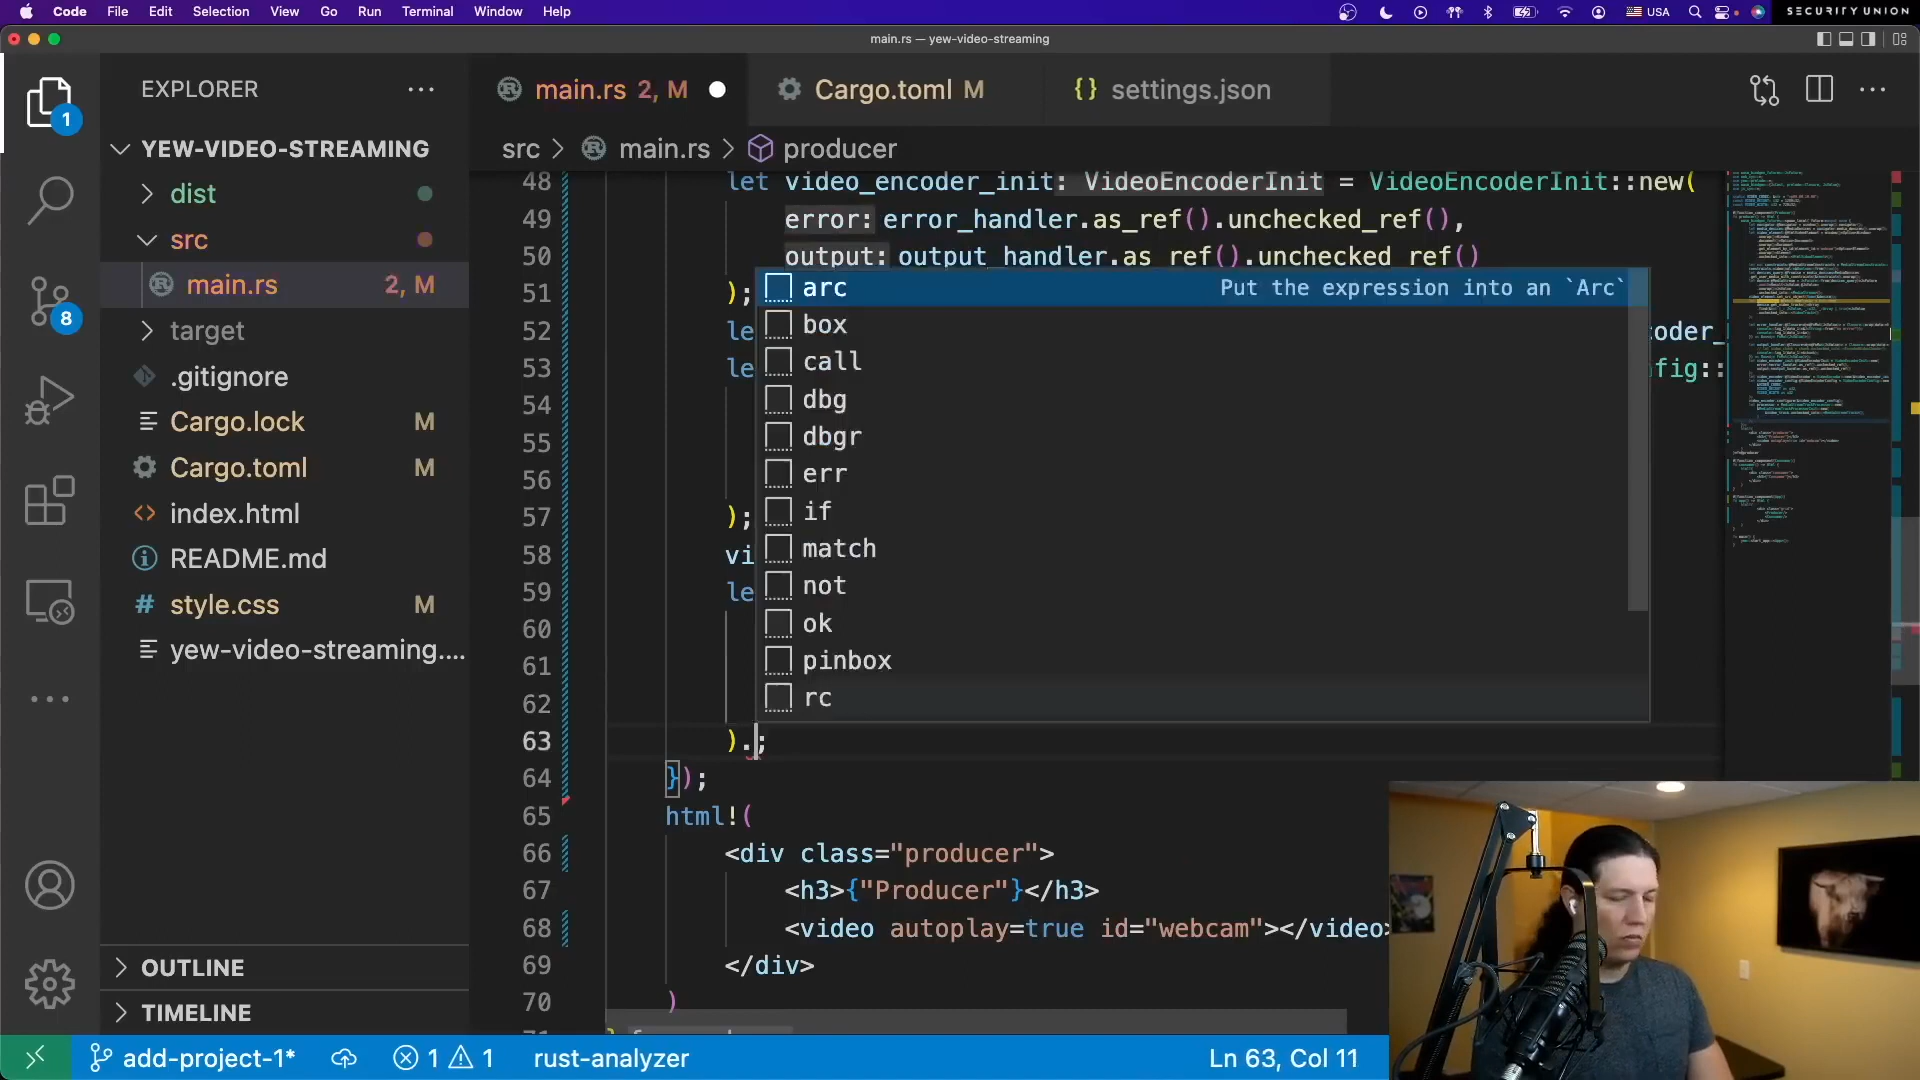 Code File Edit Selection View Go Run Terminal Window Help
USA
SECURITY UNION
main.rs — yew-video-streaming
EXPLORER
1
8
YEW-VIDEO-STREAMING
dist
src
main.rs 2, M
target
.gitignore
Cargo.lock M
Cargo.toml M
index.html
README.md
style.css M
yew-video-streaming....
OUTLINE
TIMELINE
main.rs 2, M
Cargo.toml M
{} settings.json
src > main.rs > producer
48 let video_encoder_init: VideoEncoderInit = VideoEncoderInit::new(
49 error: error_handler.as_ref().unchecked_ref(),
50 output: output_handler.as_ref().unchecked_ref()
51 );
52 le
53 le
54
55
56
57 );
58 vi
59 le
60
61
62
63 ).;
64 });
65 html!(
66 <div class="producer">
67 <h3>{"Producer"}</h3>
68 <video autoplay=true id="webcam"></video>
69 </div>
70 )
arc Put the expression into an `Arc`
box
call
dbg
dbgr
err
if
match
not
ok
pinbox
rc
coder_
fig::
add-project-1* 1 1 rust-analyzer Ln 63, Col 11